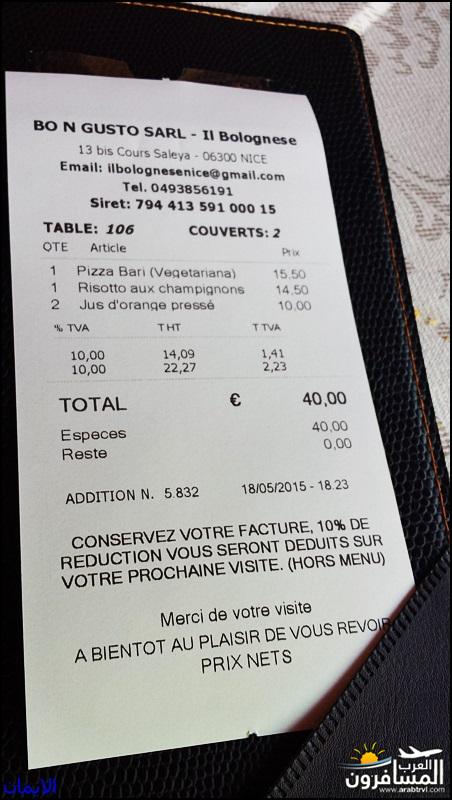 BO N GUSTO SARL - Il Bolognese
13 bis Cours Saleya - 06300 NICE
Email: ilbolognesenice@gmail.com
Tel. 0493856191
Siret: 794 413 591 000 15
TABLE: 106 COUVERTS: 2
QTE Article Prix
1 Pizza Bari (Vegetariana) 15,50
1 Risotto aux champignons 14,50
2 Jus d'orange pressé 10,00
% TVA T HT T TVA
10,00 14,09 1,41
10,00 22,27 2,23
TOTAL € 40,00
Especes 40,00
Reste 0,00
ADDITION N. 5.832 18/05/2015 - 18.23
CONSERVEZ VOTRE FACTURE, 10% DE
REDUCTION VOUS SERONT DEDUITS SUR
VOTRE PROCHAINE VISITE. (HORS MENU)
Merci de votre visite
A BIENTOT AU PLAISIR DE VOUS REVOIR
PRIX NETS
العرب
المسافرون
www.arabtrvl.com
الايمان